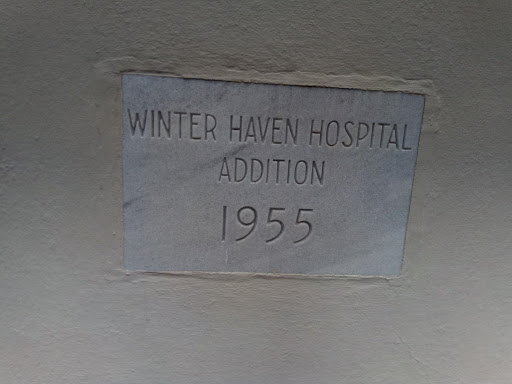 WINTER HAVEN HOSPITAL
ADDITION
1955